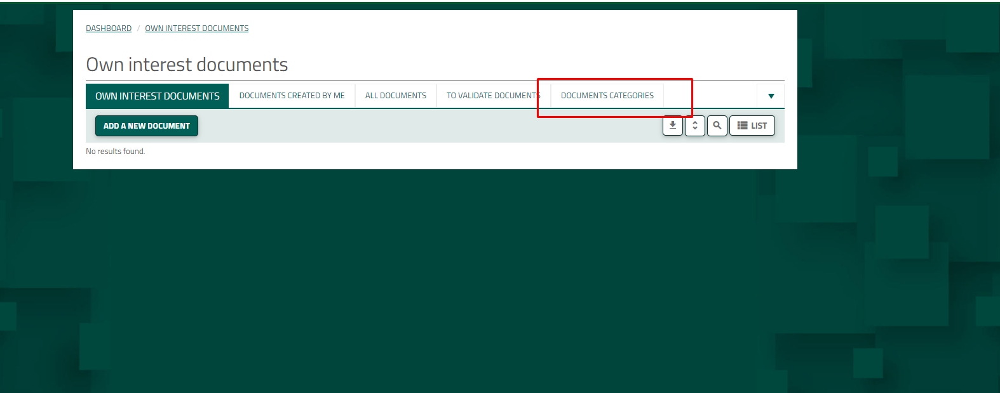 DASHBOARD / OWN INTEREST DOCUMENTS
Own interest documents
OWN INTEREST DOCUMENTS DOCUMENTS CREATED BY ME ALL DOCUMENTS TO VALIDATE DOCUMENTS DOCUMENTS CATEGORIES
ADD A NEW DOCUMENT LIST
No results found.